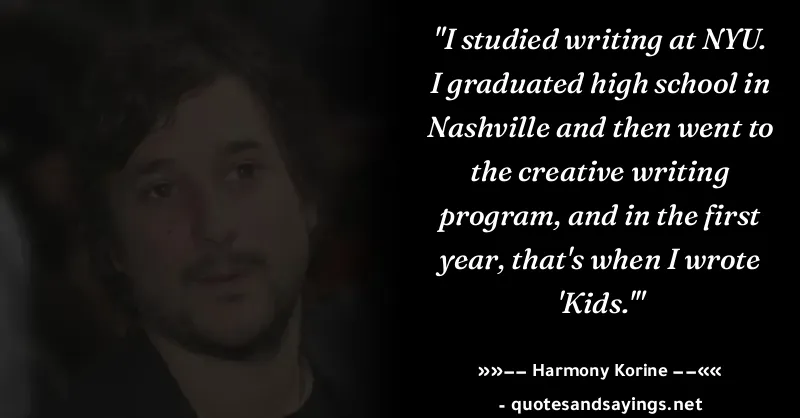 "I studied writing at NYU.
I graduated high school in
Nashville and then went to
the creative writing
program, and in the first
year, that's when I wrote
'Kids.'"
»»–– Harmony Korine ––««
- quotesandsayings.net